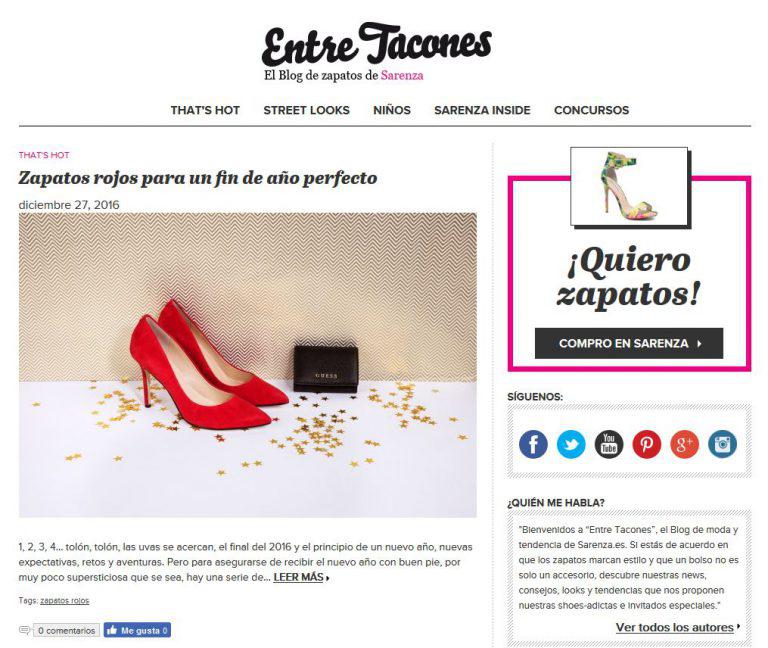 Entre Tacones
El Blog de zapatos de Sarenza
THAT'S HOT STREET LOOKS NIÑOS SARENZA INSIDE CONCURSOS
THAT'S HOT
Zapatos rojos para un fin de año perfecto
diciembre 27, 2016
GUESS
1, 2, 3, 4... tolón, tolón, las uvas se acercan, el final del 2016 y el principio de un nuevo año, nuevas
expectativas, retos y aventuras. Pero para asegurarse de recibir el nuevo año con buen pie, por
muy poco supersticiosa que se sea, hay una serie de... LEER MÁS
Tags: zapatos rojos
0 comentarios Me gusta 0
¡Quiero
zapatos!
COMPRO EN SARENZA
SÍGUENOS:
f You Tube g+
¿QUIÉN ME HABLA?
"Bienvenidos a "Entre Tacones", el Blog de moda y
tendencia de Sarenza.es. Si estás de acuerdo en
que los zapatos marcan estilo y que un bolso no es
solo un accesorio, descubre nuestras news,
consejos, looks y tendencias que nos proponen
nuestras shoes-adictas e invitados especiales."
Ver todos los autores